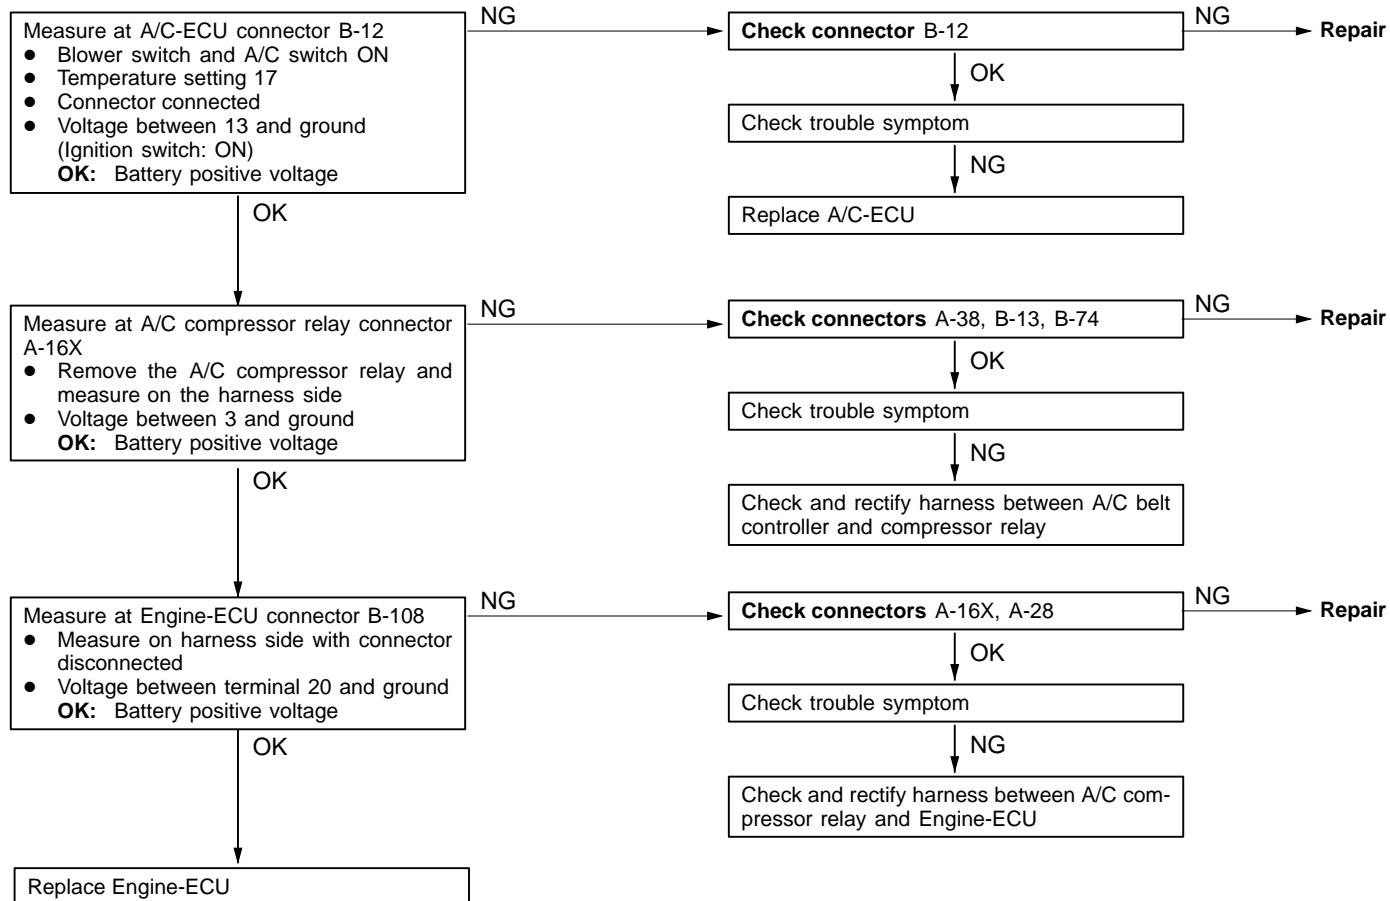 Measure at A/C-ECU connector B-12
● Blower switch and A/C switch ON
● Temperature setting 17
● Connector connected
● Voltage between 13 and ground
(Ignition switch: ON)
OK: Battery positive voltage
NG
Check connector B-12
NG
Repair
OK
Check trouble symptom
NG
Replace A/C-ECU
OK
Measure at A/C compressor relay connector
A-16X
● Remove the A/C compressor relay and
measure on the harness side
● Voltage between 3 and ground
OK: Battery positive voltage
NG
Check connectors A-38, B-13, B-74
NG
Repair
OK
Check trouble symptom
NG
Check and rectify harness between A/C belt
controller and compressor relay
OK
Measure at Engine-ECU connector B-108
● Measure on harness side with connector
disconnected
● Voltage between terminal 20 and ground
OK: Battery positive voltage
NG
Check connectors A-16X, A-28
NG
Repair
OK
Check trouble symptom
NG
Check and rectify harness between A/C com-
pressor relay and Engine-ECU
OK
Replace Engine-ECU